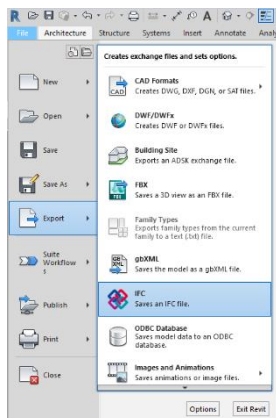 File Architecture Structure Systems Insert Annotate Analy
Creates exchange files and sets options.
New
Open
Save
Save As
Export
Suite
Workflow
s
Publish
Print
Close
CAD Formats
Creates DWG, DXF, DGN, or SAT files.
DWF/DWFx
Creates DWF or DWFx files.
Building Site
Exports an ADSK exchange file.
FBX
Saves a 3D view as an FBX file.
Family Types
Exports family types from the current
family to a text (.txt) file.
gbXML
Saves the model as a gbXML file.
IFC
Saves an IFC file.
ODBC Database
Saves model data to an ODBC
database.
Images and Animations
Saves animations or image files.
Options Exit Revit